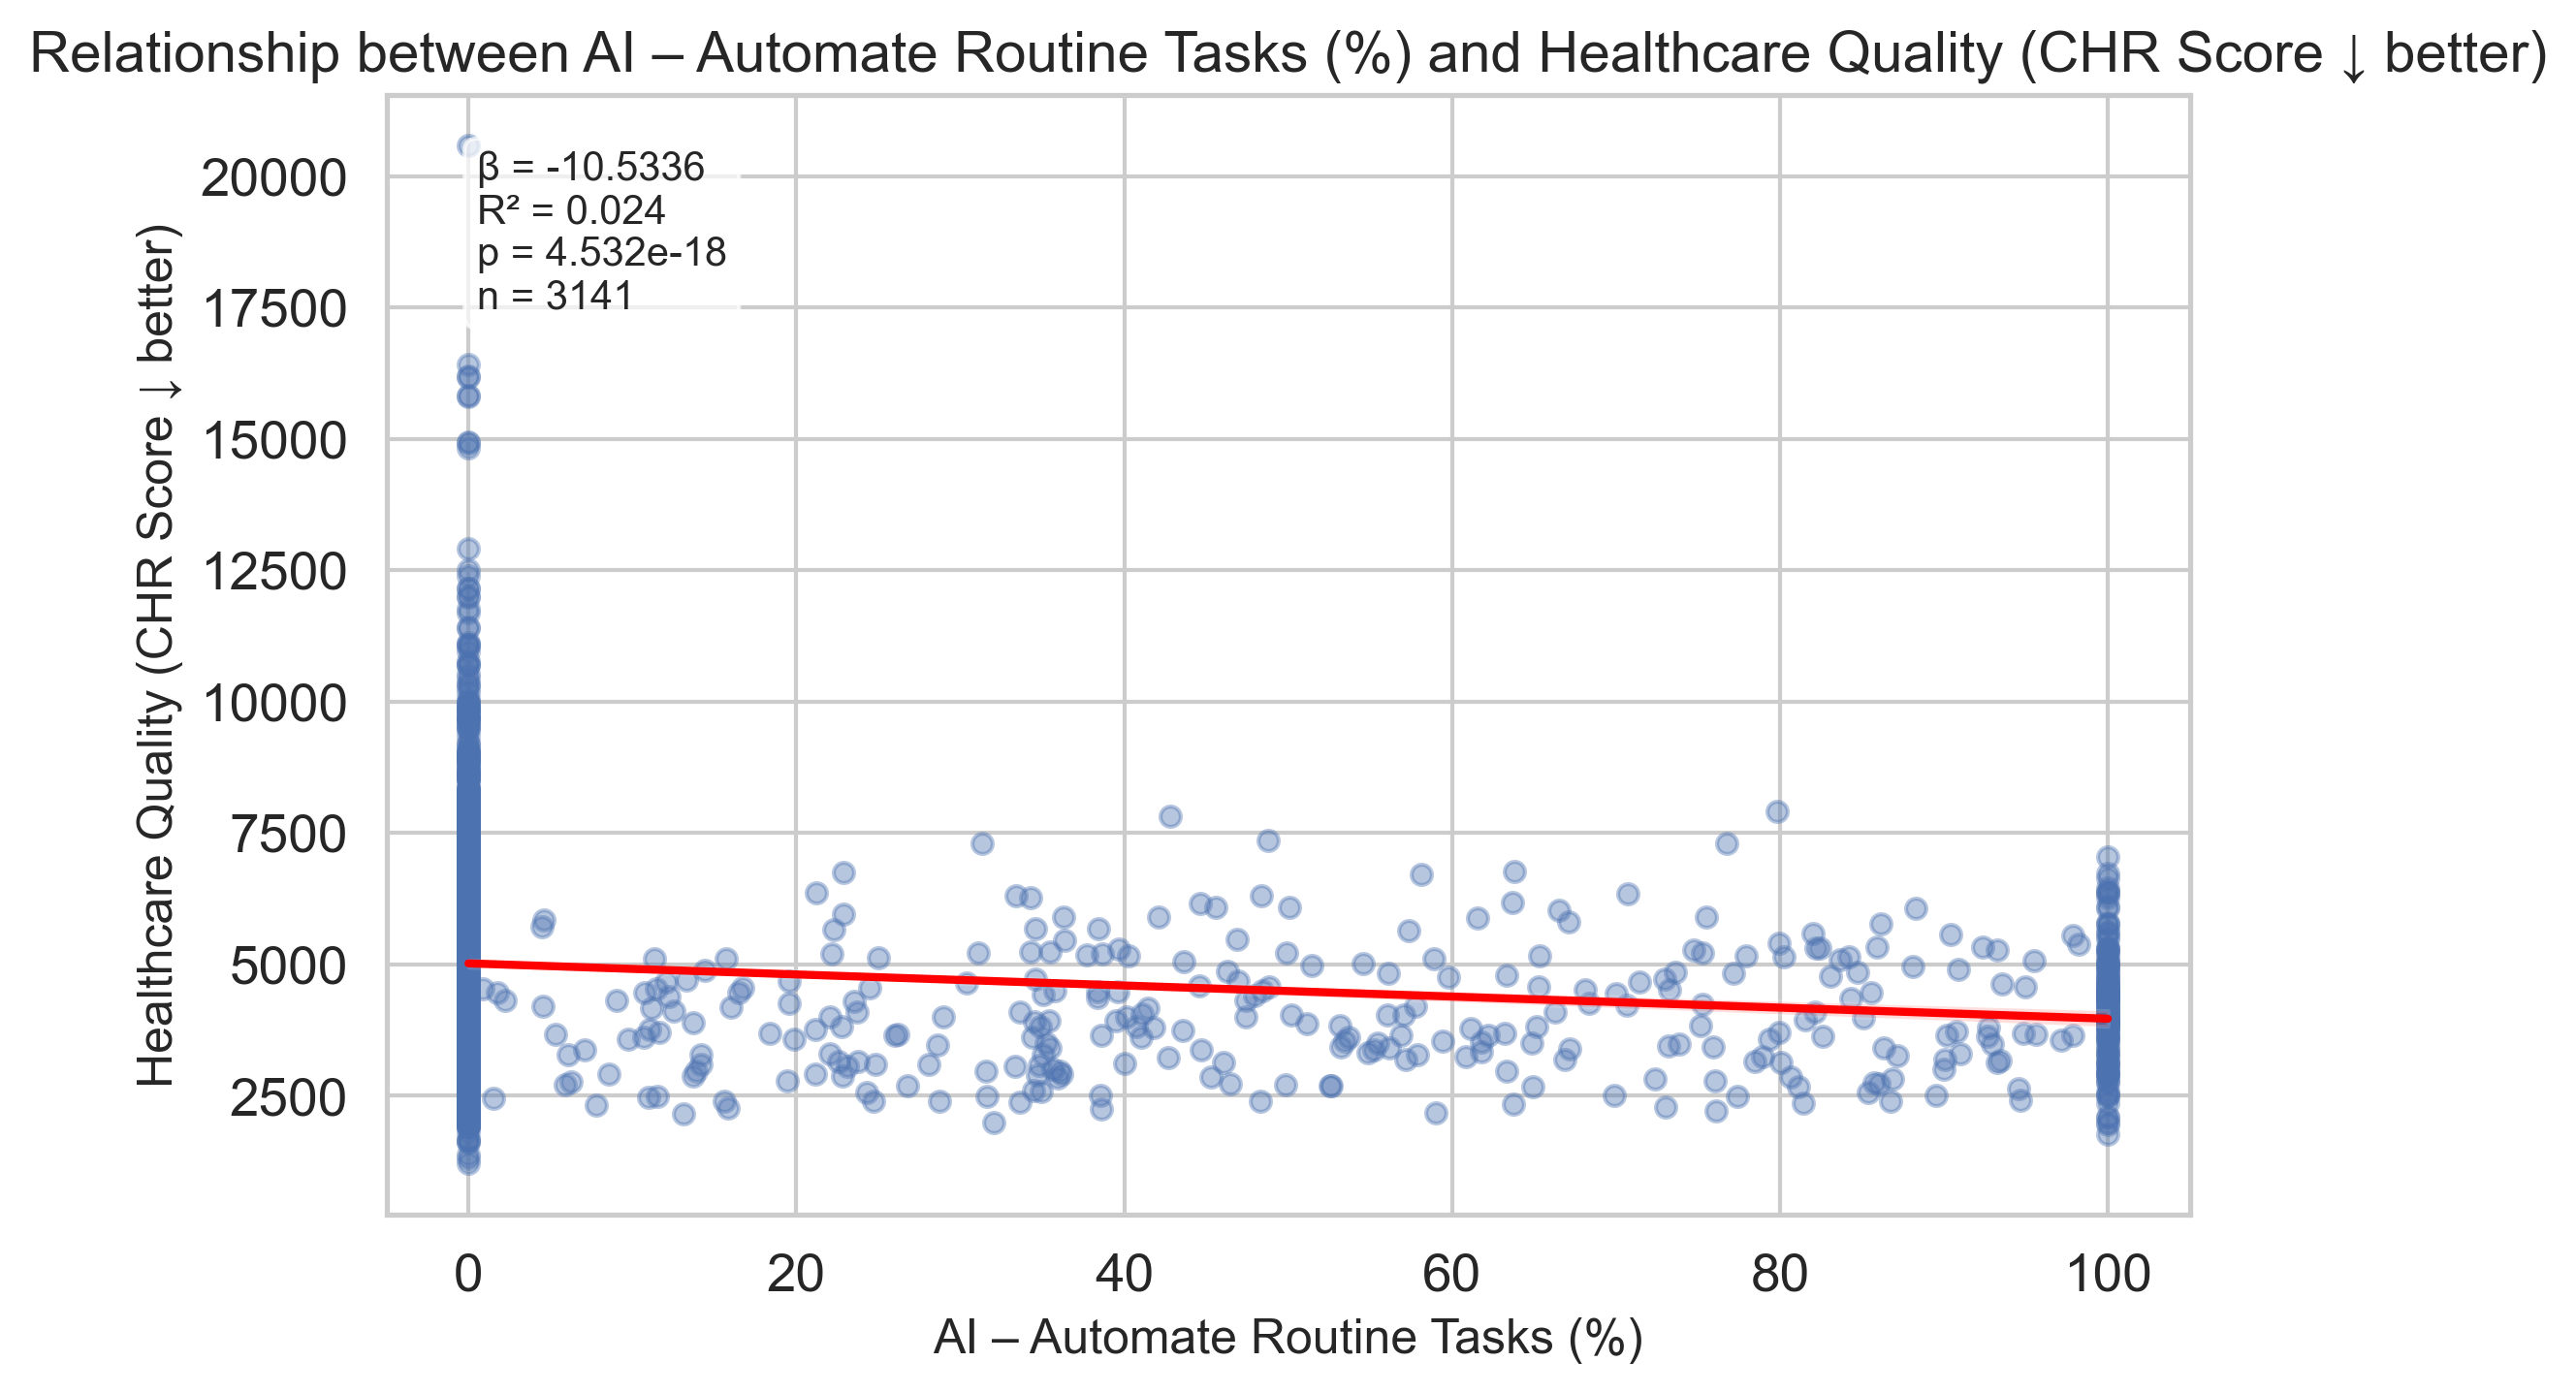 Relationship between AI – Automate Routine Tasks (%) and Healthcare Quality (CHR Score ↓ better)
β = -10.5336
R² = 0.024
p = 4.532e-18
n = 3141
Healthcare Quality (CHR Score ↓ better)
20000
17500
15000
12500
10000
7500
5000
2500
0 20 40 60 80 100
AI – Automate Routine Tasks (%)